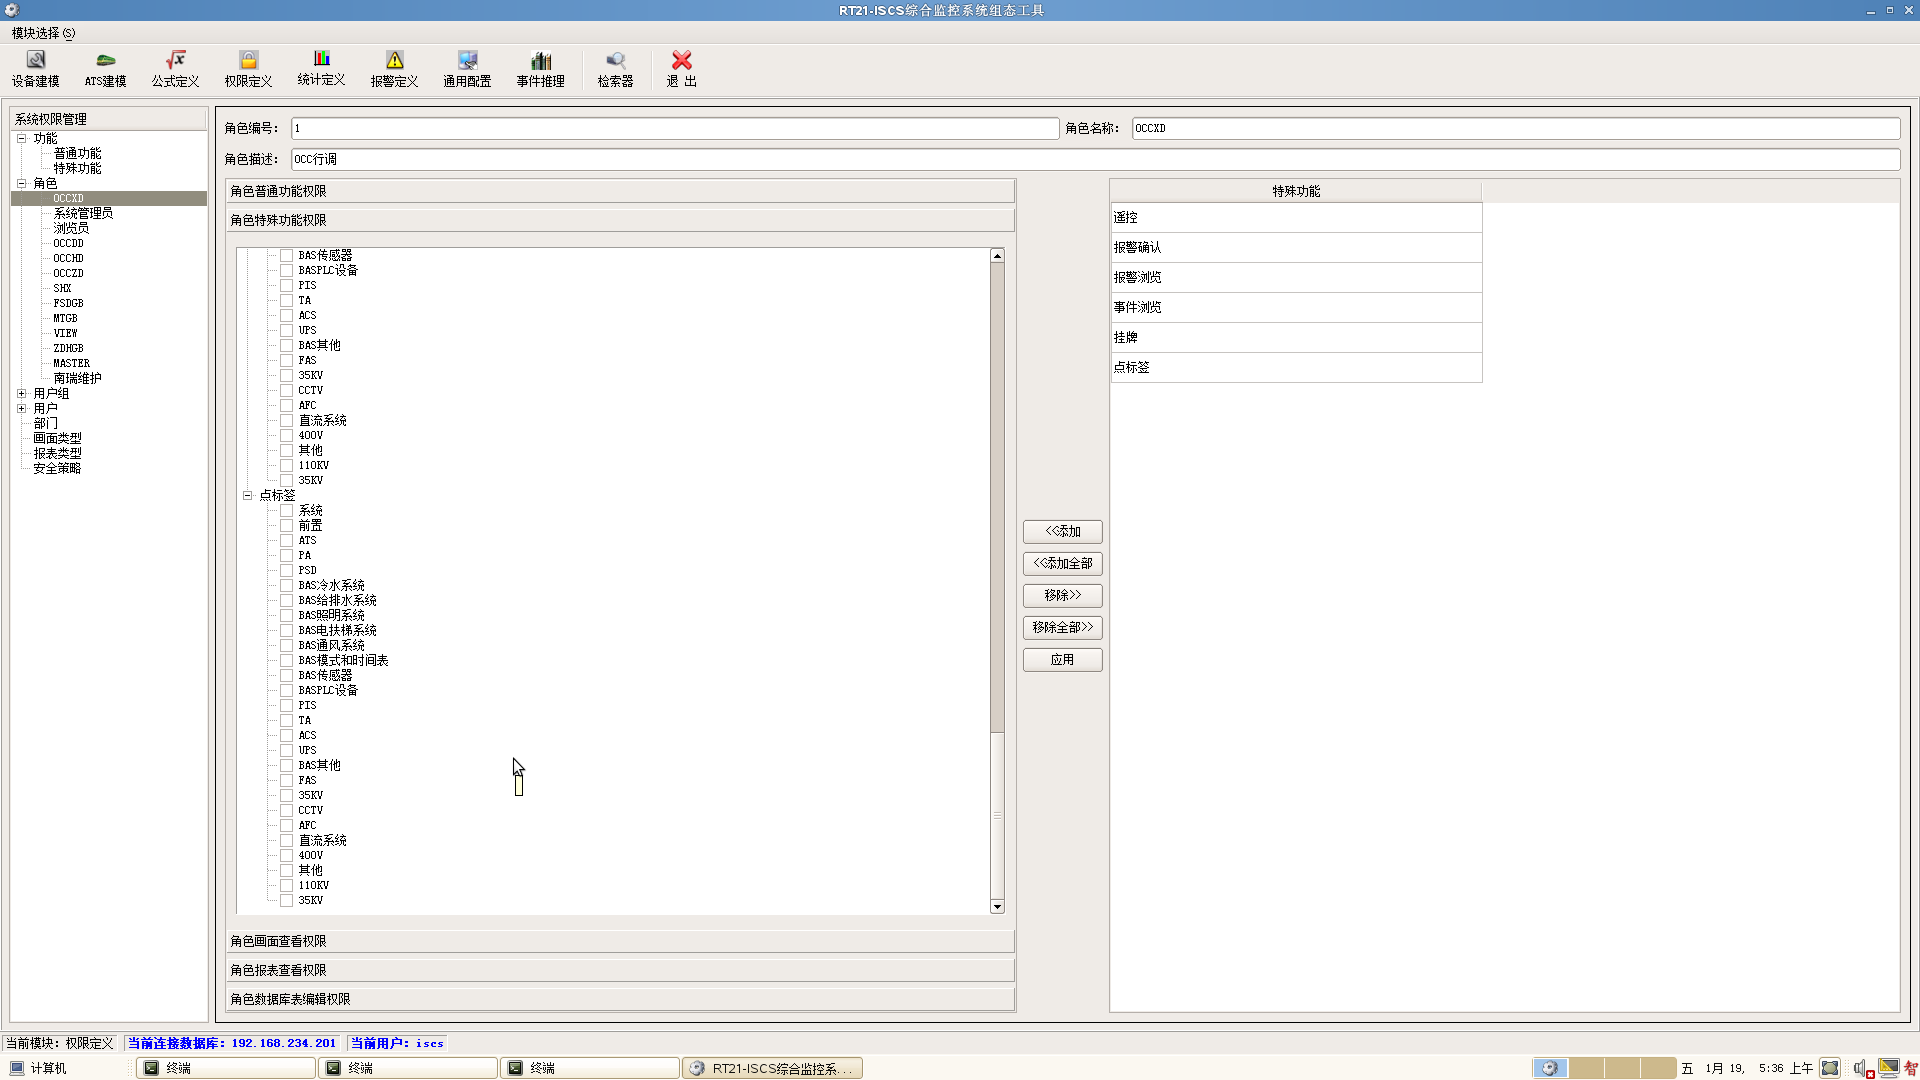 RT21-ISCS综合监控系统组态工具
模块选择(S)
设备建模 ATS建模 公式定义 权限定义 统计定义 报警定义 通用配置 事件推理 检索器 退 出
系统权限管理
功能
普通功能
特殊功能
角色
OCCXD
系统管理员
浏览员
OCCDD
OCCHD
OCCZD
SHX
FSDGB
MTGB
VIEW
ZDHGB
MASTER
南瑞维护
用户组
用户
部门
画面类型
报表类型
安全策略
角色编号: 1 角色名称: OCCXD
角色描述: OCC行调
角色普通功能权限
角色特殊功能权限
BAS传感器
BASPLC设备
PIS
TA
ACS
UPS
BAS其他
FAS
35KV
CCTV
AFC
直流系统
400V
其他
110KV
35KV
点标签
系统
前置
ATS
PA
PSD
BAS冷水系统
BAS给排水系统
BAS照明系统
BAS电扶梯系统
BAS通风系统
BAS模式和时间表
BAS传感器
BASPLC设备
PIS
TA
ACS
UPS
BAS其他
FAS
35KV
CCTV
AFC
直流系统
400V
其他
110KV
35KV
角色画面查看权限
角色报表查看权限
角色数据库表编辑权限
<<添加
<<添加全部
移除>>
移除全部>>
应用
特殊功能
遥控
报警确认
报警浏览
事件浏览
挂牌
点标签
当前模块: 权限定义 当前连接数据库: 192.168.234.201 当前用户: iscs
计算机 终端 终端 终端 RT21-ISCS综合监控系... 五 1月 19, 5:36 上午 智